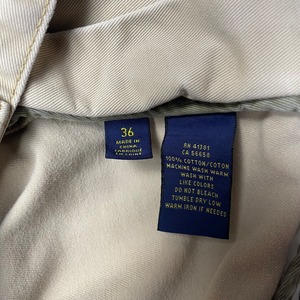 36
MADE IN
CHINA
FABRIQUÉ
EN CHINE
RN 41381
CA 56656
100% COTTON/COTON
MACHINE WASH WARM
WASH WITH
LIKE COLORS
DO NOT BLEACH
TUMBLE DRY LOW
WARM IRON IF NEEDED